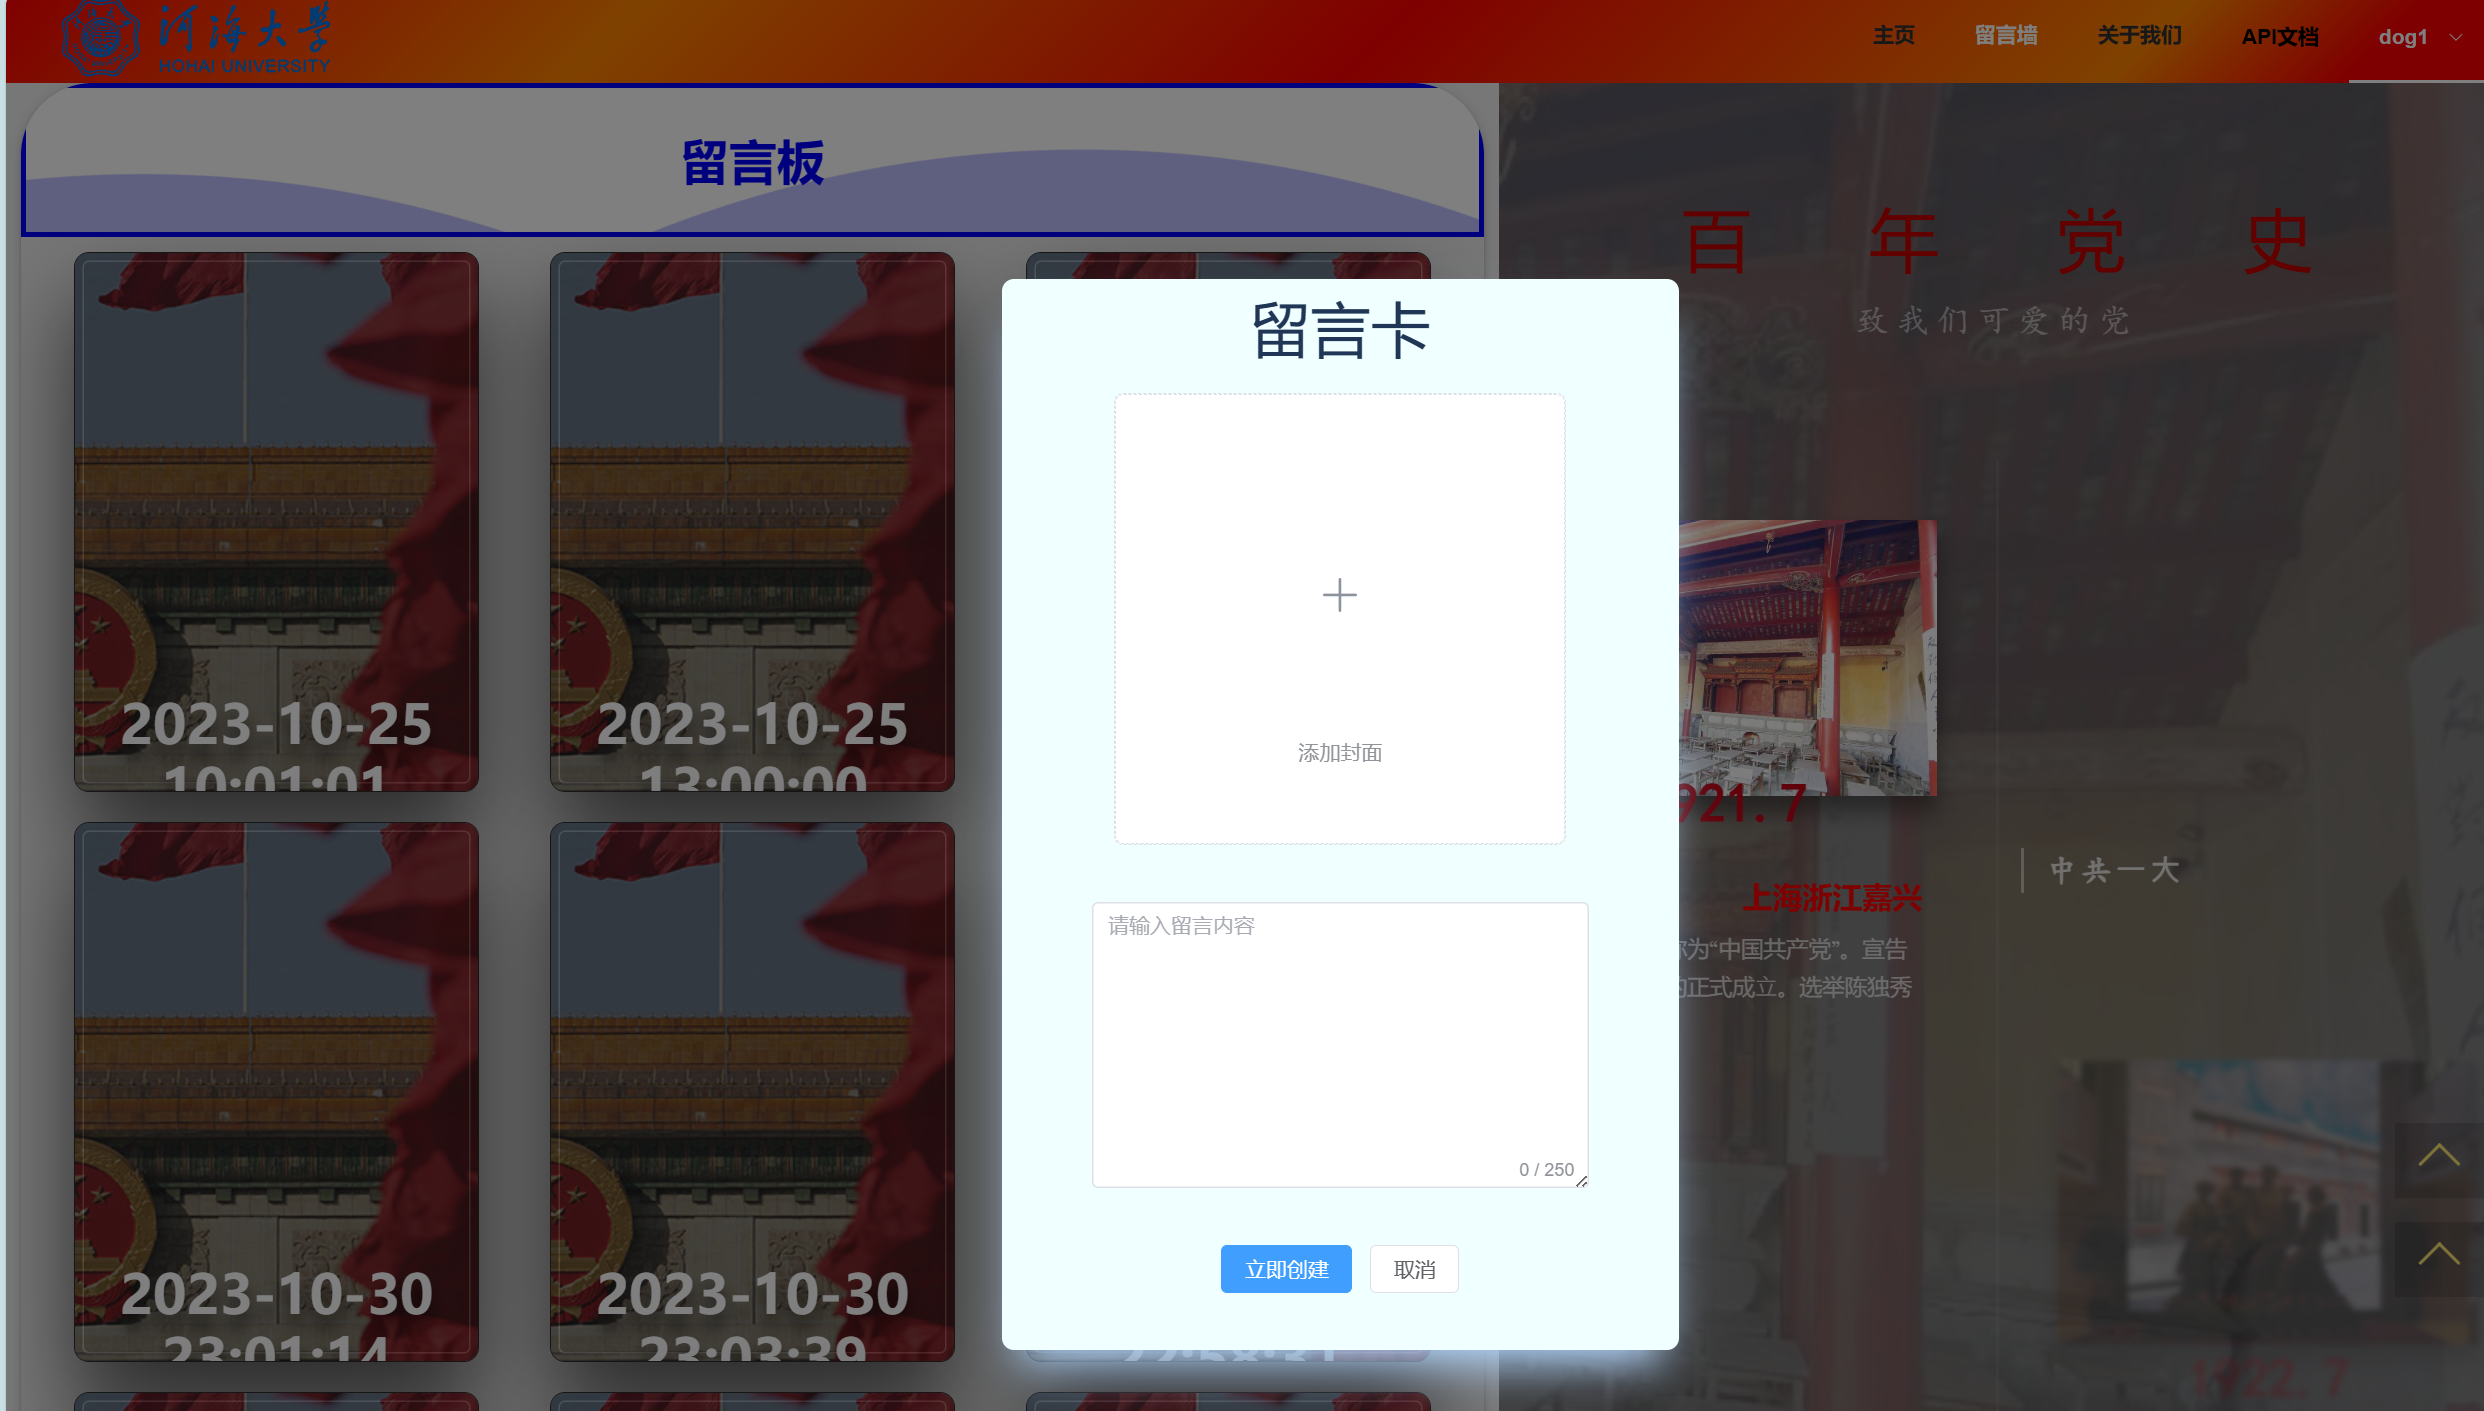 河海大学
HOHAI UNIVERSITY
主页
留言墙
关于我们
API文档
dog1
留言板
2023-10-25
10:01:01
2023-10-25
13:00:00
2023-10-30
23:01:14
2023-10-30
23:03:39
22:58:31
留言卡
添加封面
请输入留言内容
0 / 250
立即创建
取消
百年党史
致我们可爱的党
921.7
中共一大
上海浙江嘉兴
称为“中国共产党”。宣告
的正式成立。选举陈独秀
1922.7